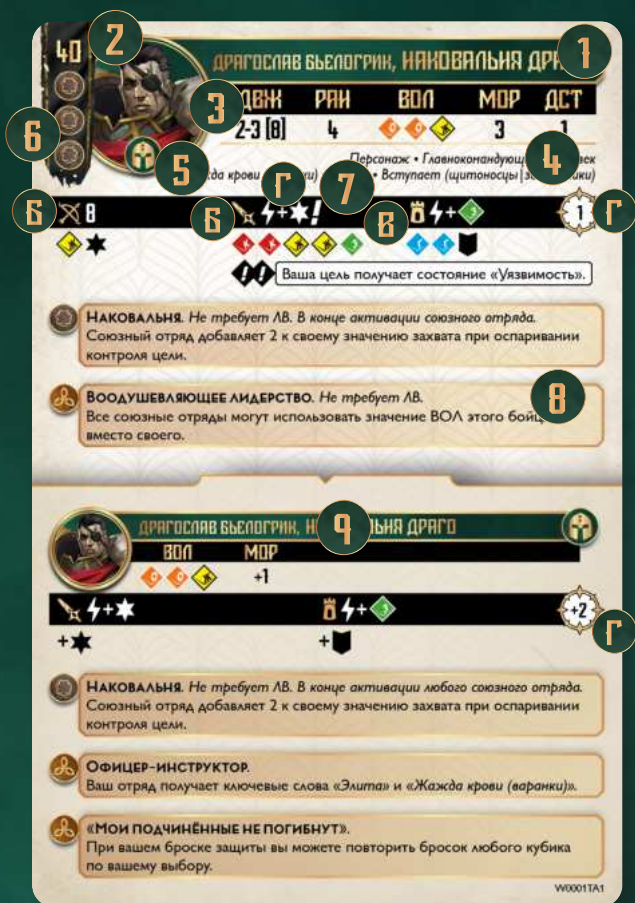 40
2
ДРАГОСЛАВ БЬЕЛОГРИК, НАКОВАЛЬНЯ
1
3
РАН ВОЛ МОР ДСТ
2-3 [8] 4 3 1
6
5
4
Персонаж •
крови • Вступает (щитоносцы
Б 8 Б Г + ! 7 В + 1 Г
!! Ваша цель получает состояние «Уязвимость».
НАКОВАЛЬНЯ. Не требует ЛВ. В конце активации союзного отряда.
Союзный отряд добавляет 2 к своему значению захвата при оспаривании
контроля цели.
ВООДУШЕВЛЯЮЩЕЕ ЛИДЕРСТВО. Не требует ЛВ.
8
Все союзные отряды могут использовать значение ВОЛ этого
вместо своего.
ДРАГОСЛАВ БЬЕЛОГРИК,
9
ВОЛ МОР
+1
+ + +2
Г
+ +
НАКОВАЛЬНЯ. Не требует ЛВ. В конце активации любого союзного отряда.
Союзный отряд добавляет 2 к своему значению захвата при оспаривании
контроля цели.
ОФИЦЕР-ИНСТРУКТОР.
Ваш отряд получает ключевые слова «Элита» и «Жажда крови (варанки)».
«МОИ ПОДЧИНЁННЫЕ НЕ ПОГИБНУТ».
При вашем броске защиты вы можете повторить бросок любого кубика
по вашему выбору.
W0001TA1